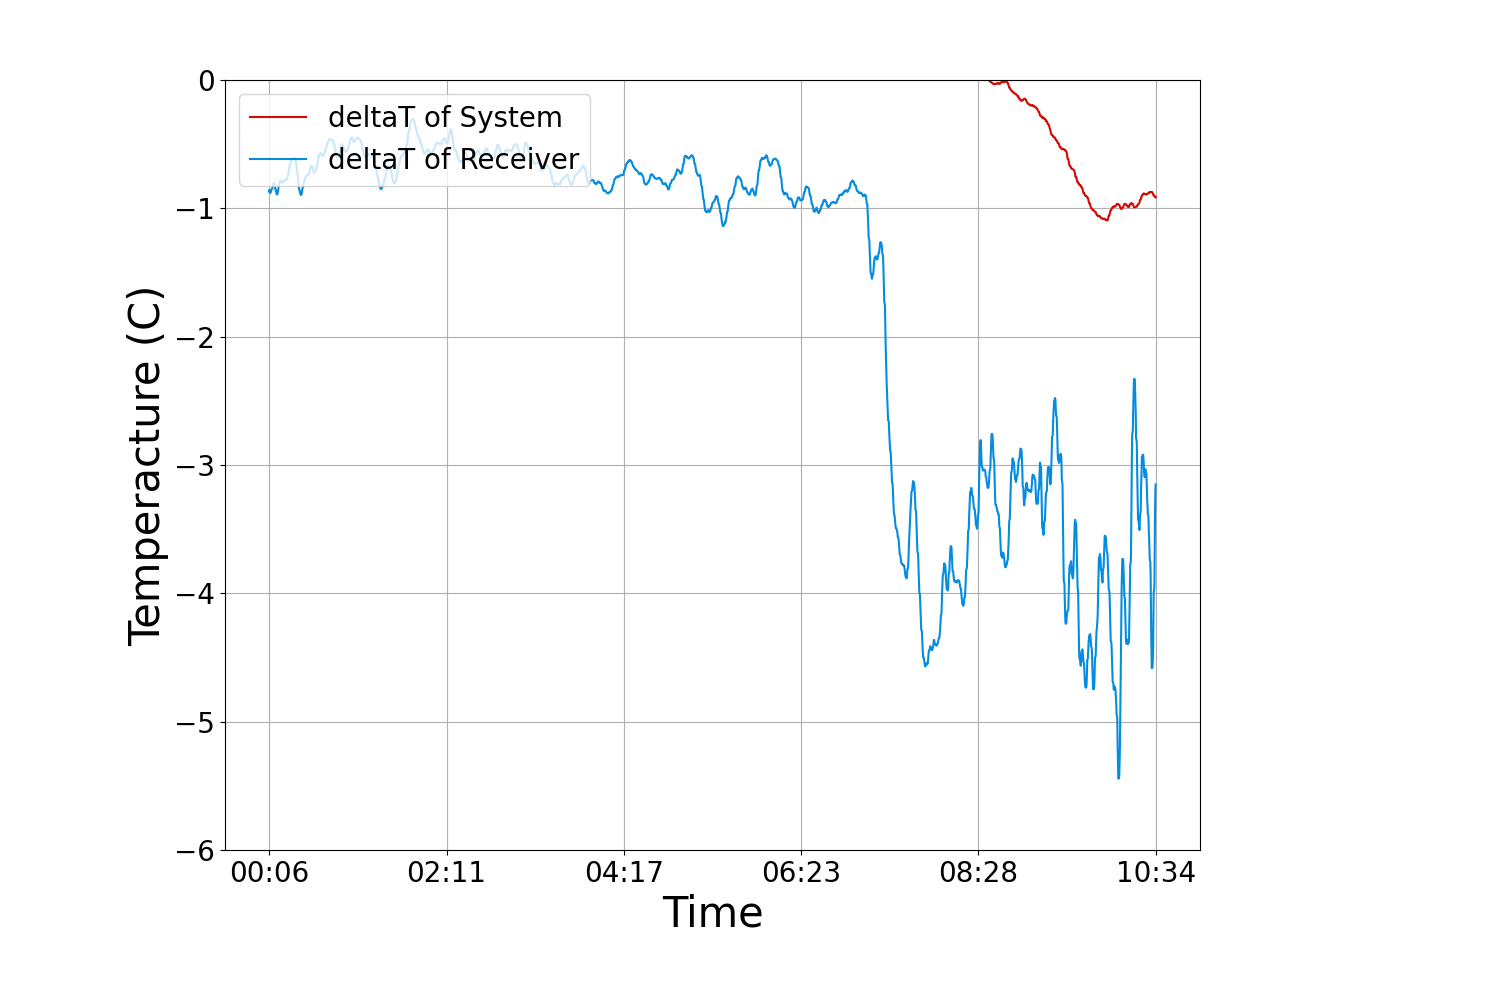 deltaT of System
deltaT of Receiver
0
−1
−2
−3
−4
−5
−6
Temperacture (C)
00:06 02:11 04:17 06:23 08:28 10:34
Time